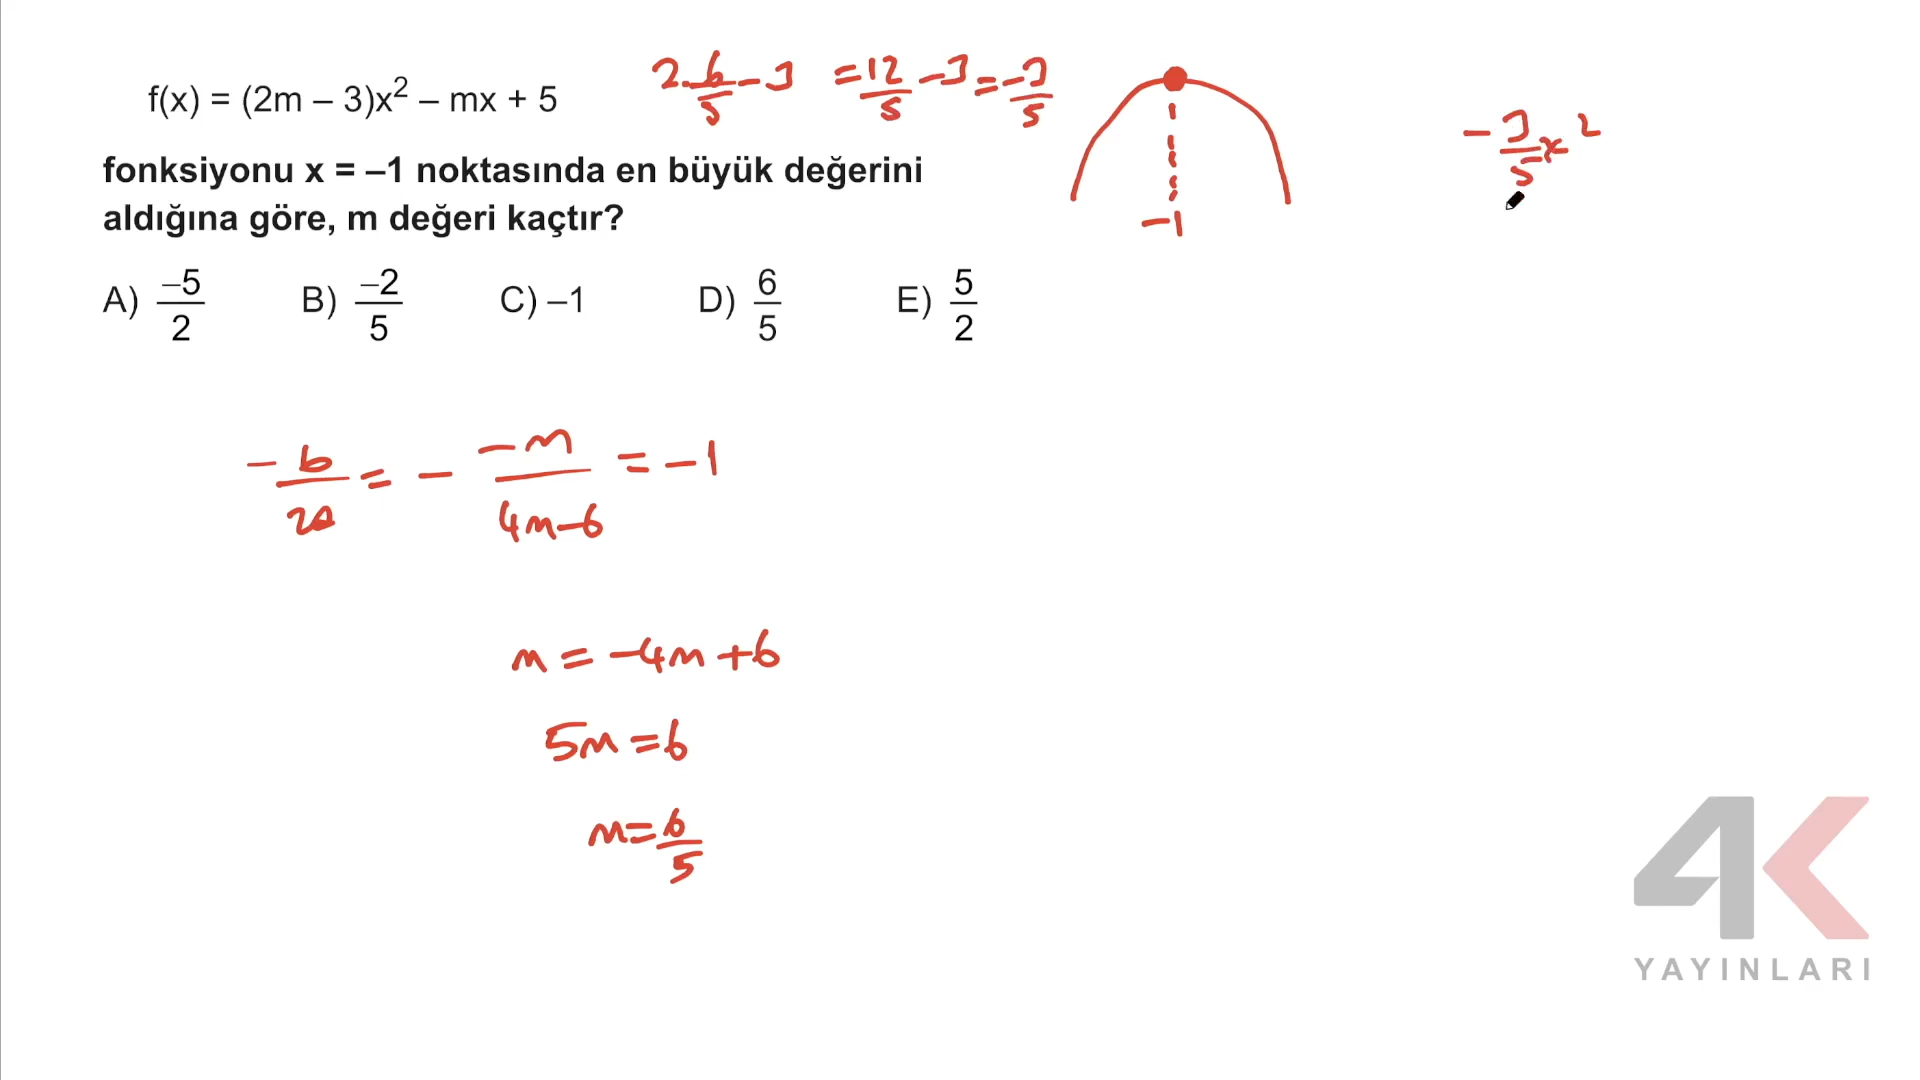 f(x) = (2m – 3)x² – mx + 5
2·6/5 – 3 = 12/5 – 3 = –3/5
–3/5 x²
fonksiyonu x = –1 noktasında en büyük değerini
aldığına göre, m değeri kaçtır?
–1
A) –5/2 B) –2/5 C) –1 D) 6/5 E) 5/2
–b/2a = – –m/4m–6 = –1
m = –4m + 6
5m = 6
m = 6/5
4K
YAYINLARI